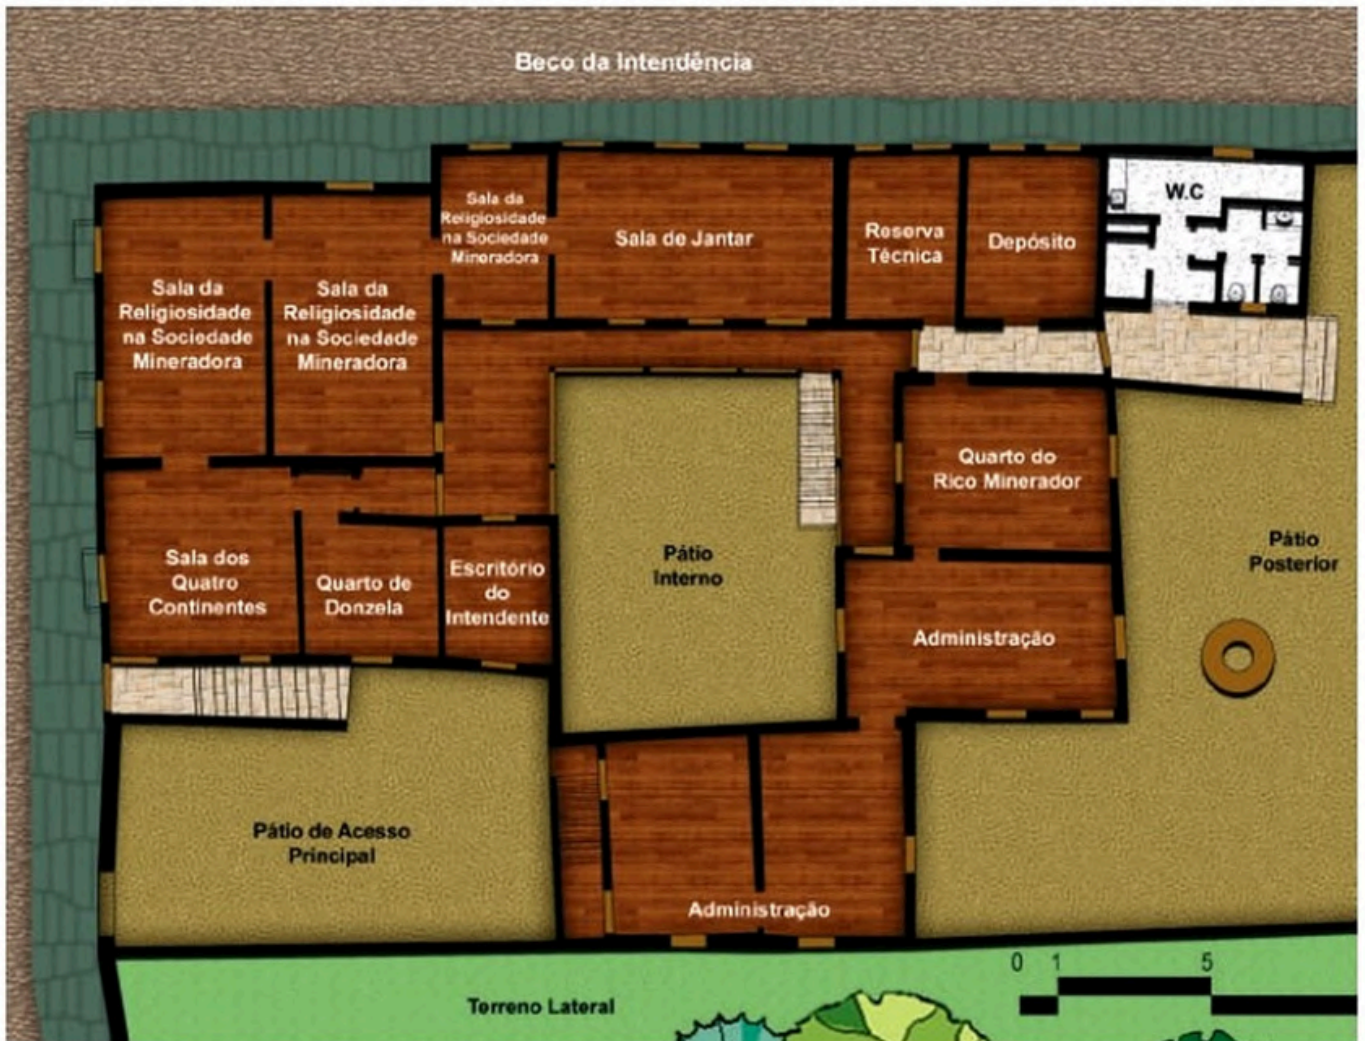 Beco da Intendência
Sala da
Religiosidade
na Sociedade
Mineradora
Sala da
Religiosidade
na Sociedade
Mineradora
Sala da
Religiosidade
na Sociedade
Mineradora
Sala de Jantar
Reserva
Técnica
Depósito
W.C
Quarto do
Rico Minerador
Sala dos
Quatro
Continentes
Quarto de
Donzela
Escritório
do
Intendente
Pátio
Interno
Pátio
Posterior
Administração
Pátio de Acesso
Principal
Administração
0 1 5
Terreno Lateral